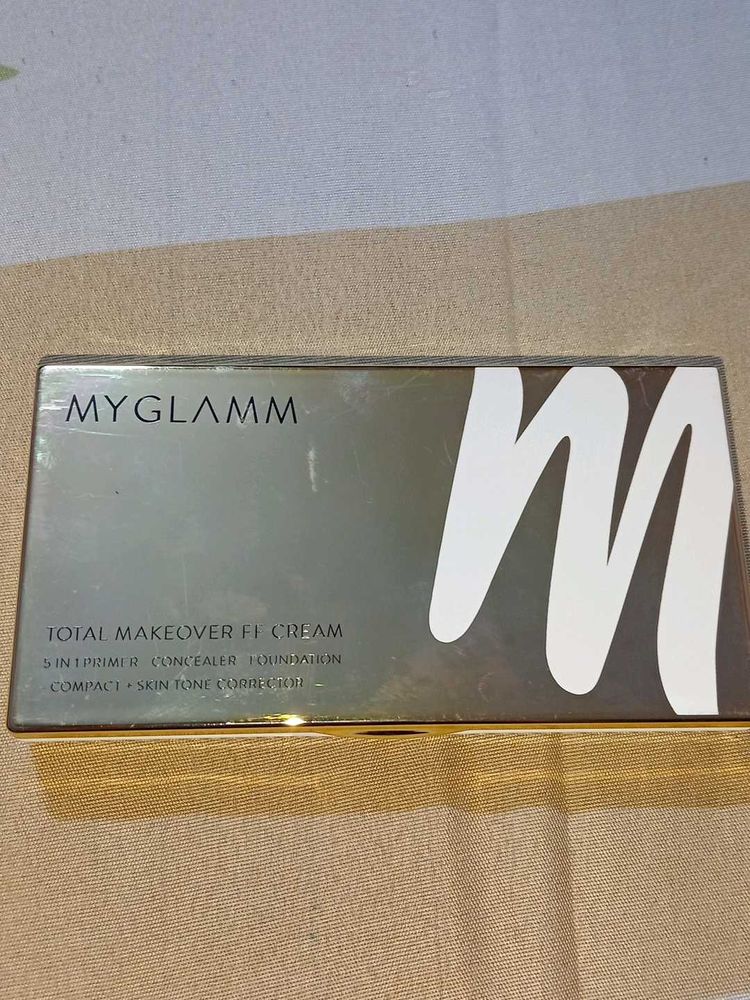 MYGLAMM
TOTAL MAKEOVER FF CREAM
5 IN 1 PRIMER CONCEALER FOUNDATION
COMPACT + SKIN TONE CORRECTOR
M